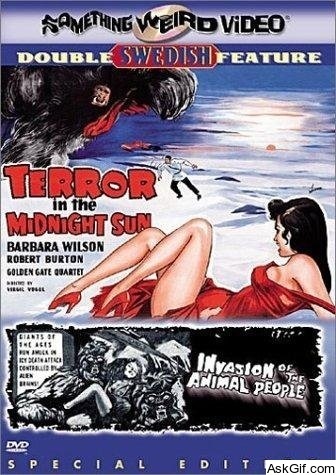 SOMETHING WEIRD VIDEO®
DOUBLE SWEDISH FEATURE
TERROR
in the
MIDNIGHT SUN
BARBARA WILSON
ROBERT BURTON
GOLDEN GATE QUARTET
DIRECTED BY
VIRGIL VOGEL
GIANTS OF
THE AGES
RUN AMUCK IN
ICY DEATH ATTACK
CONTROLLED BY
ALIEN
BRAINS!
INVASION OF
THE
ANIMAL PEOPLE
DVD
SPECIAL EDITI
AskGif.com